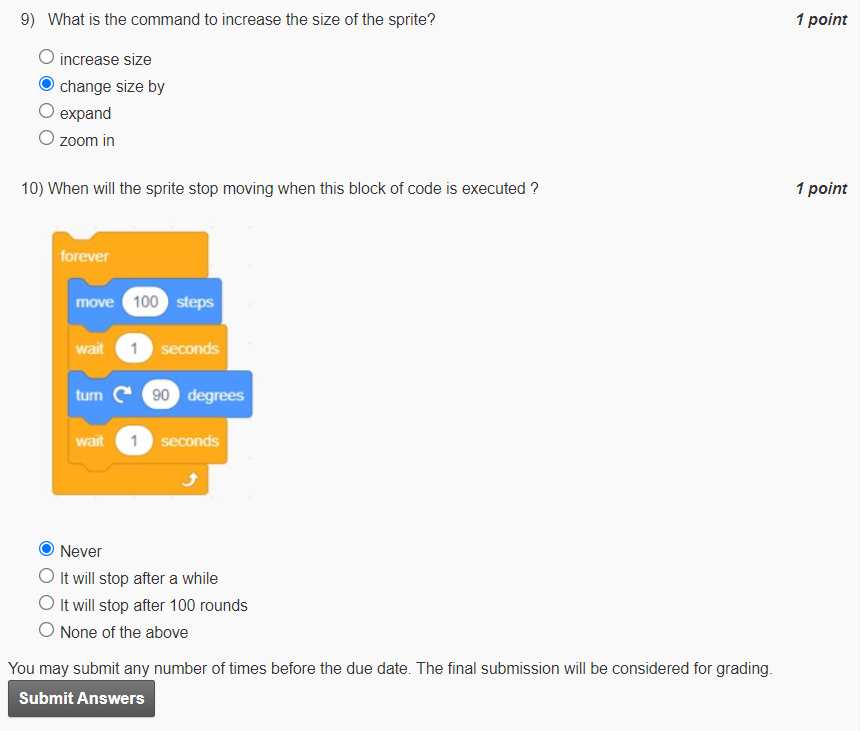 9) What is the command to increase the size of the sprite? 1 point
increase size
change size by
expand
zoom in
10) When will the sprite stop moving when this block of code is executed ? 1 point
forever
move 100 steps
wait 1 seconds
turn 90 degrees
wait 1 seconds
Never
It will stop after a while
It will stop after 100 rounds
None of the above
You may submit any number of times before the due date. The final submission will be considered for grading.
Submit Answers